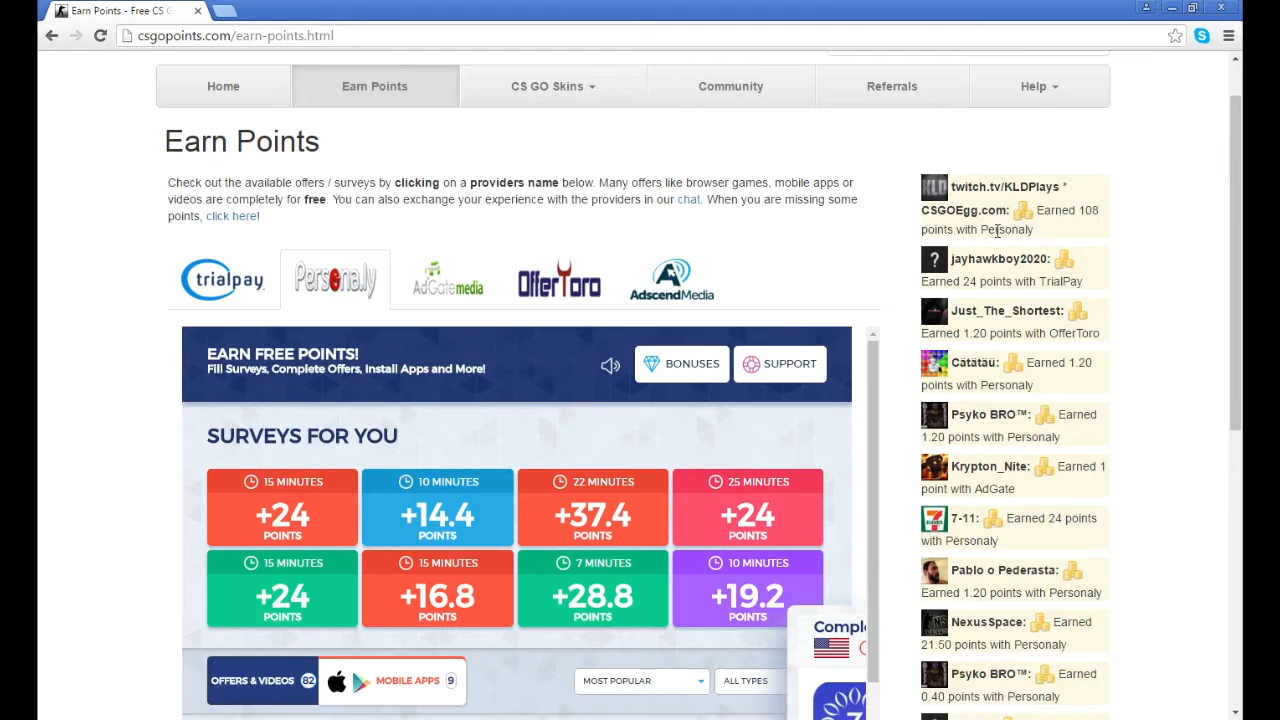 Earn Points - Free CS G
csgopoints.com/earn-points.html
Home
Earn Points
CS GO Skins
Community
Referrals
Help
Earn Points
Check out the available offers / surveys by clicking on a providers name below. Many offers like browser games, mobile apps or
videos are completely for free. You can also exchange your experience with the providers in our chat. When you are missing some
points, click here!
trialpay
Persona.ly
AdGatemedia
OfferToro
AdscendMedia
EARN FREE POINTS!
Fill Surveys, Complete Offers, Install Apps and More!
BONUSES
SUPPORT
SURVEYS FOR YOU
15 MINUTES
+24
POINTS
10 MINUTES
+14.4
POINTS
22 MINUTES
+37.4
POINTS
25 MINUTES
+24
POINTS
15 MINUTES
+24
POINTS
15 MINUTES
+16.8
POINTS
7 MINUTES
+28.8
POINTS
10 MINUTES
+19.2
POINTS
Comple
OFFERS & VIDEOS 82
MOBILE APPS 9
MOST POPULAR
ALL TYPES
KLD
twitch.tv/KLDPlays *
CSGOEgg.com: Earned 108
points with Personaly
?
jayhawkboy2020:
Earned 24 points with TrialPay
Just_The_Shortest:
Earned 1.20 points with OfferToro
Cätätäü: Earned 1.20
points with Personaly
Psyko BRO™: Earned
1.20 points with Personaly
Krypton_Nite: Earned 1
point with AdGate
7-11: Earned 24 points
with Personaly
Pablo o Pederasta:
Earned 1.20 points with Personaly
NexusSpace: Earned
21.50 points with Personaly
Psyko BRO™: Earned
0.40 points with Personaly